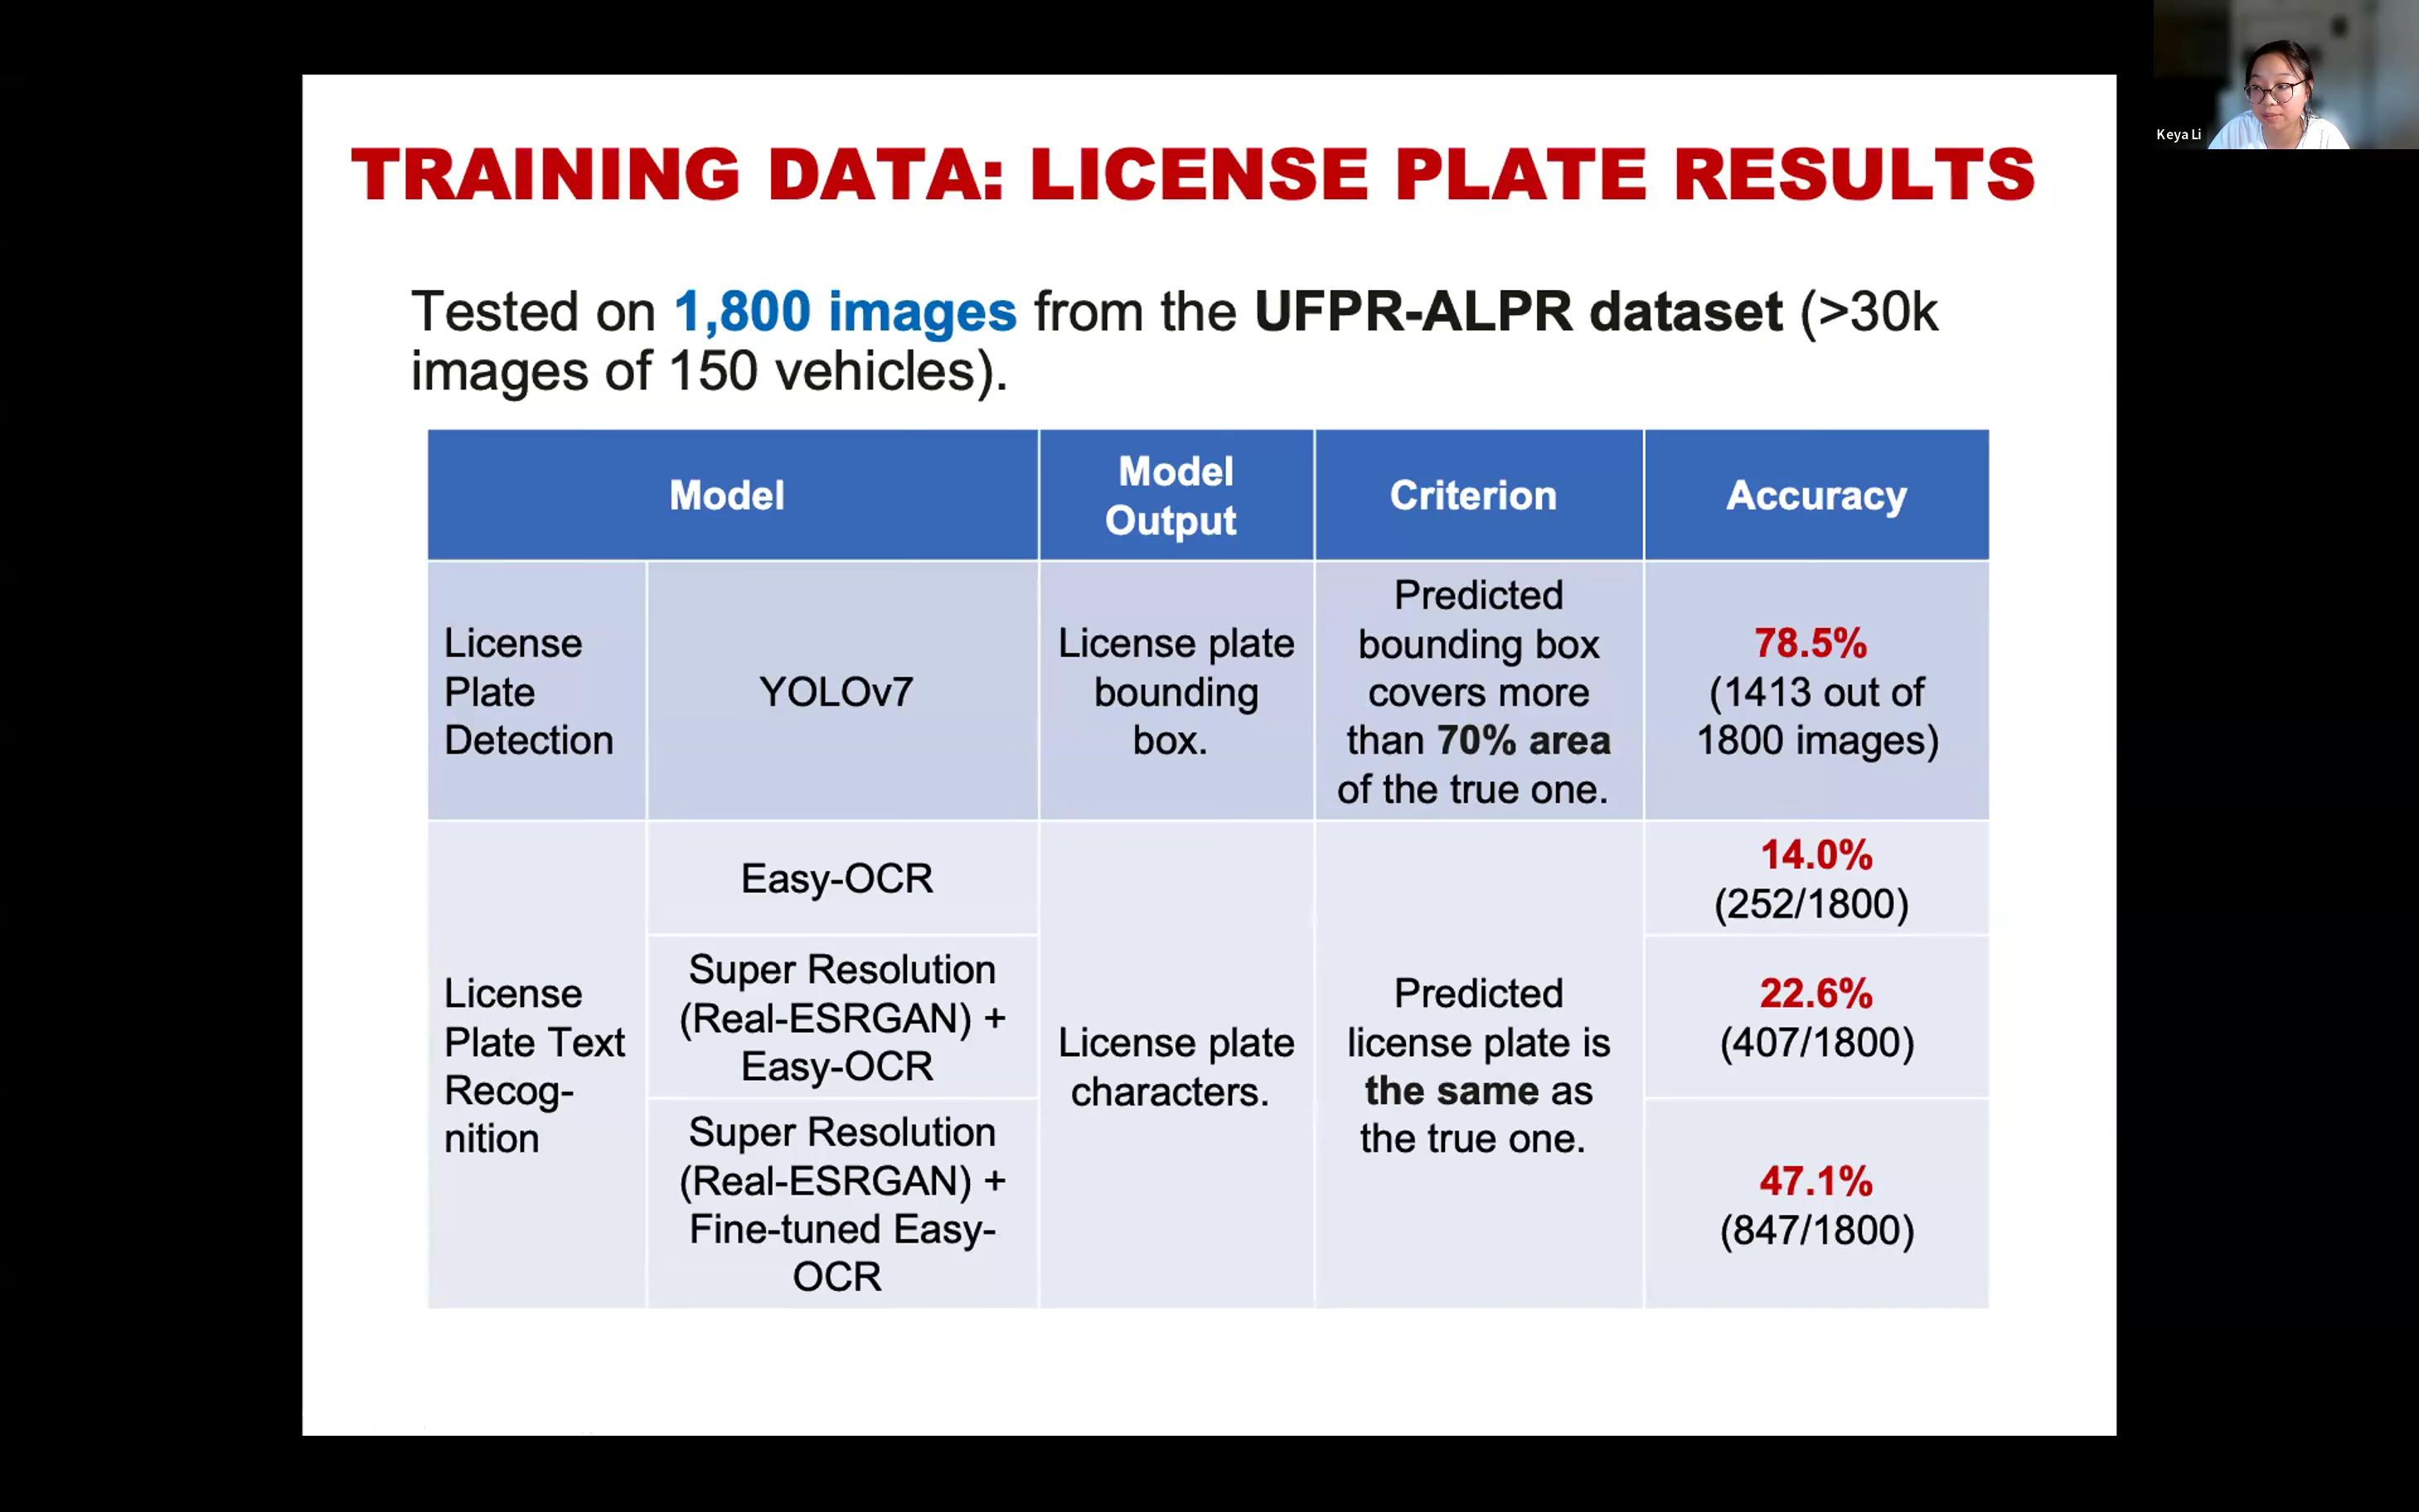 TRAINING DATA: LICENSE PLATE RESULTS
Keya Li
Tested on 1,800 images from the UFPR-ALPR dataset (>30k
images of 150 vehicles).
Model
Model
Output
Criterion
Accuracy
License
Plate
Detection
YOLOv7
License plate
bounding
box.
Predicted
bounding box
covers more
than 70% area
of the true one.
78.5%
(1413 out of
1800 images)
License
Plate Text
Recog-
nition
Easy-OCR
Super Resolution
(Real-ESRGAN) +
Easy-OCR
Super Resolution
(Real-ESRGAN) +
Fine-tuned Easy-
OCR
License plate
characters.
Predicted
license plate is
the same as
the true one.
14.0%
(252/1800)
22.6%
(407/1800)
47.1%
(847/1800)